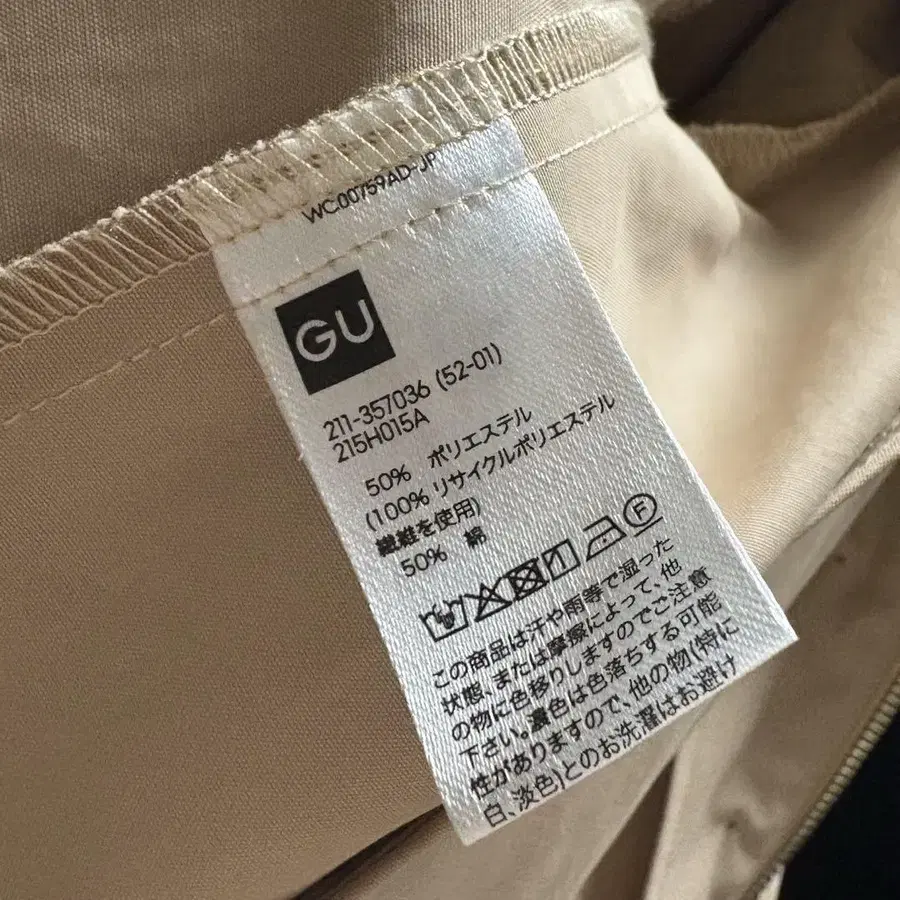 WC00759AD-JP
GU
211-357036 (52-01)
215H015A
50% ポリエステル
(100% リサイクルポリエステル
繊維を使用)
50% 綿
F
この商品は汗や雨等で湿った
状態、または摩擦によって、他
の物に色移りしますのでご注意
下さい。濃色は色落ちする可能
性がありますので、他の物(特に
白、淡色)とのお洗濯はお避け